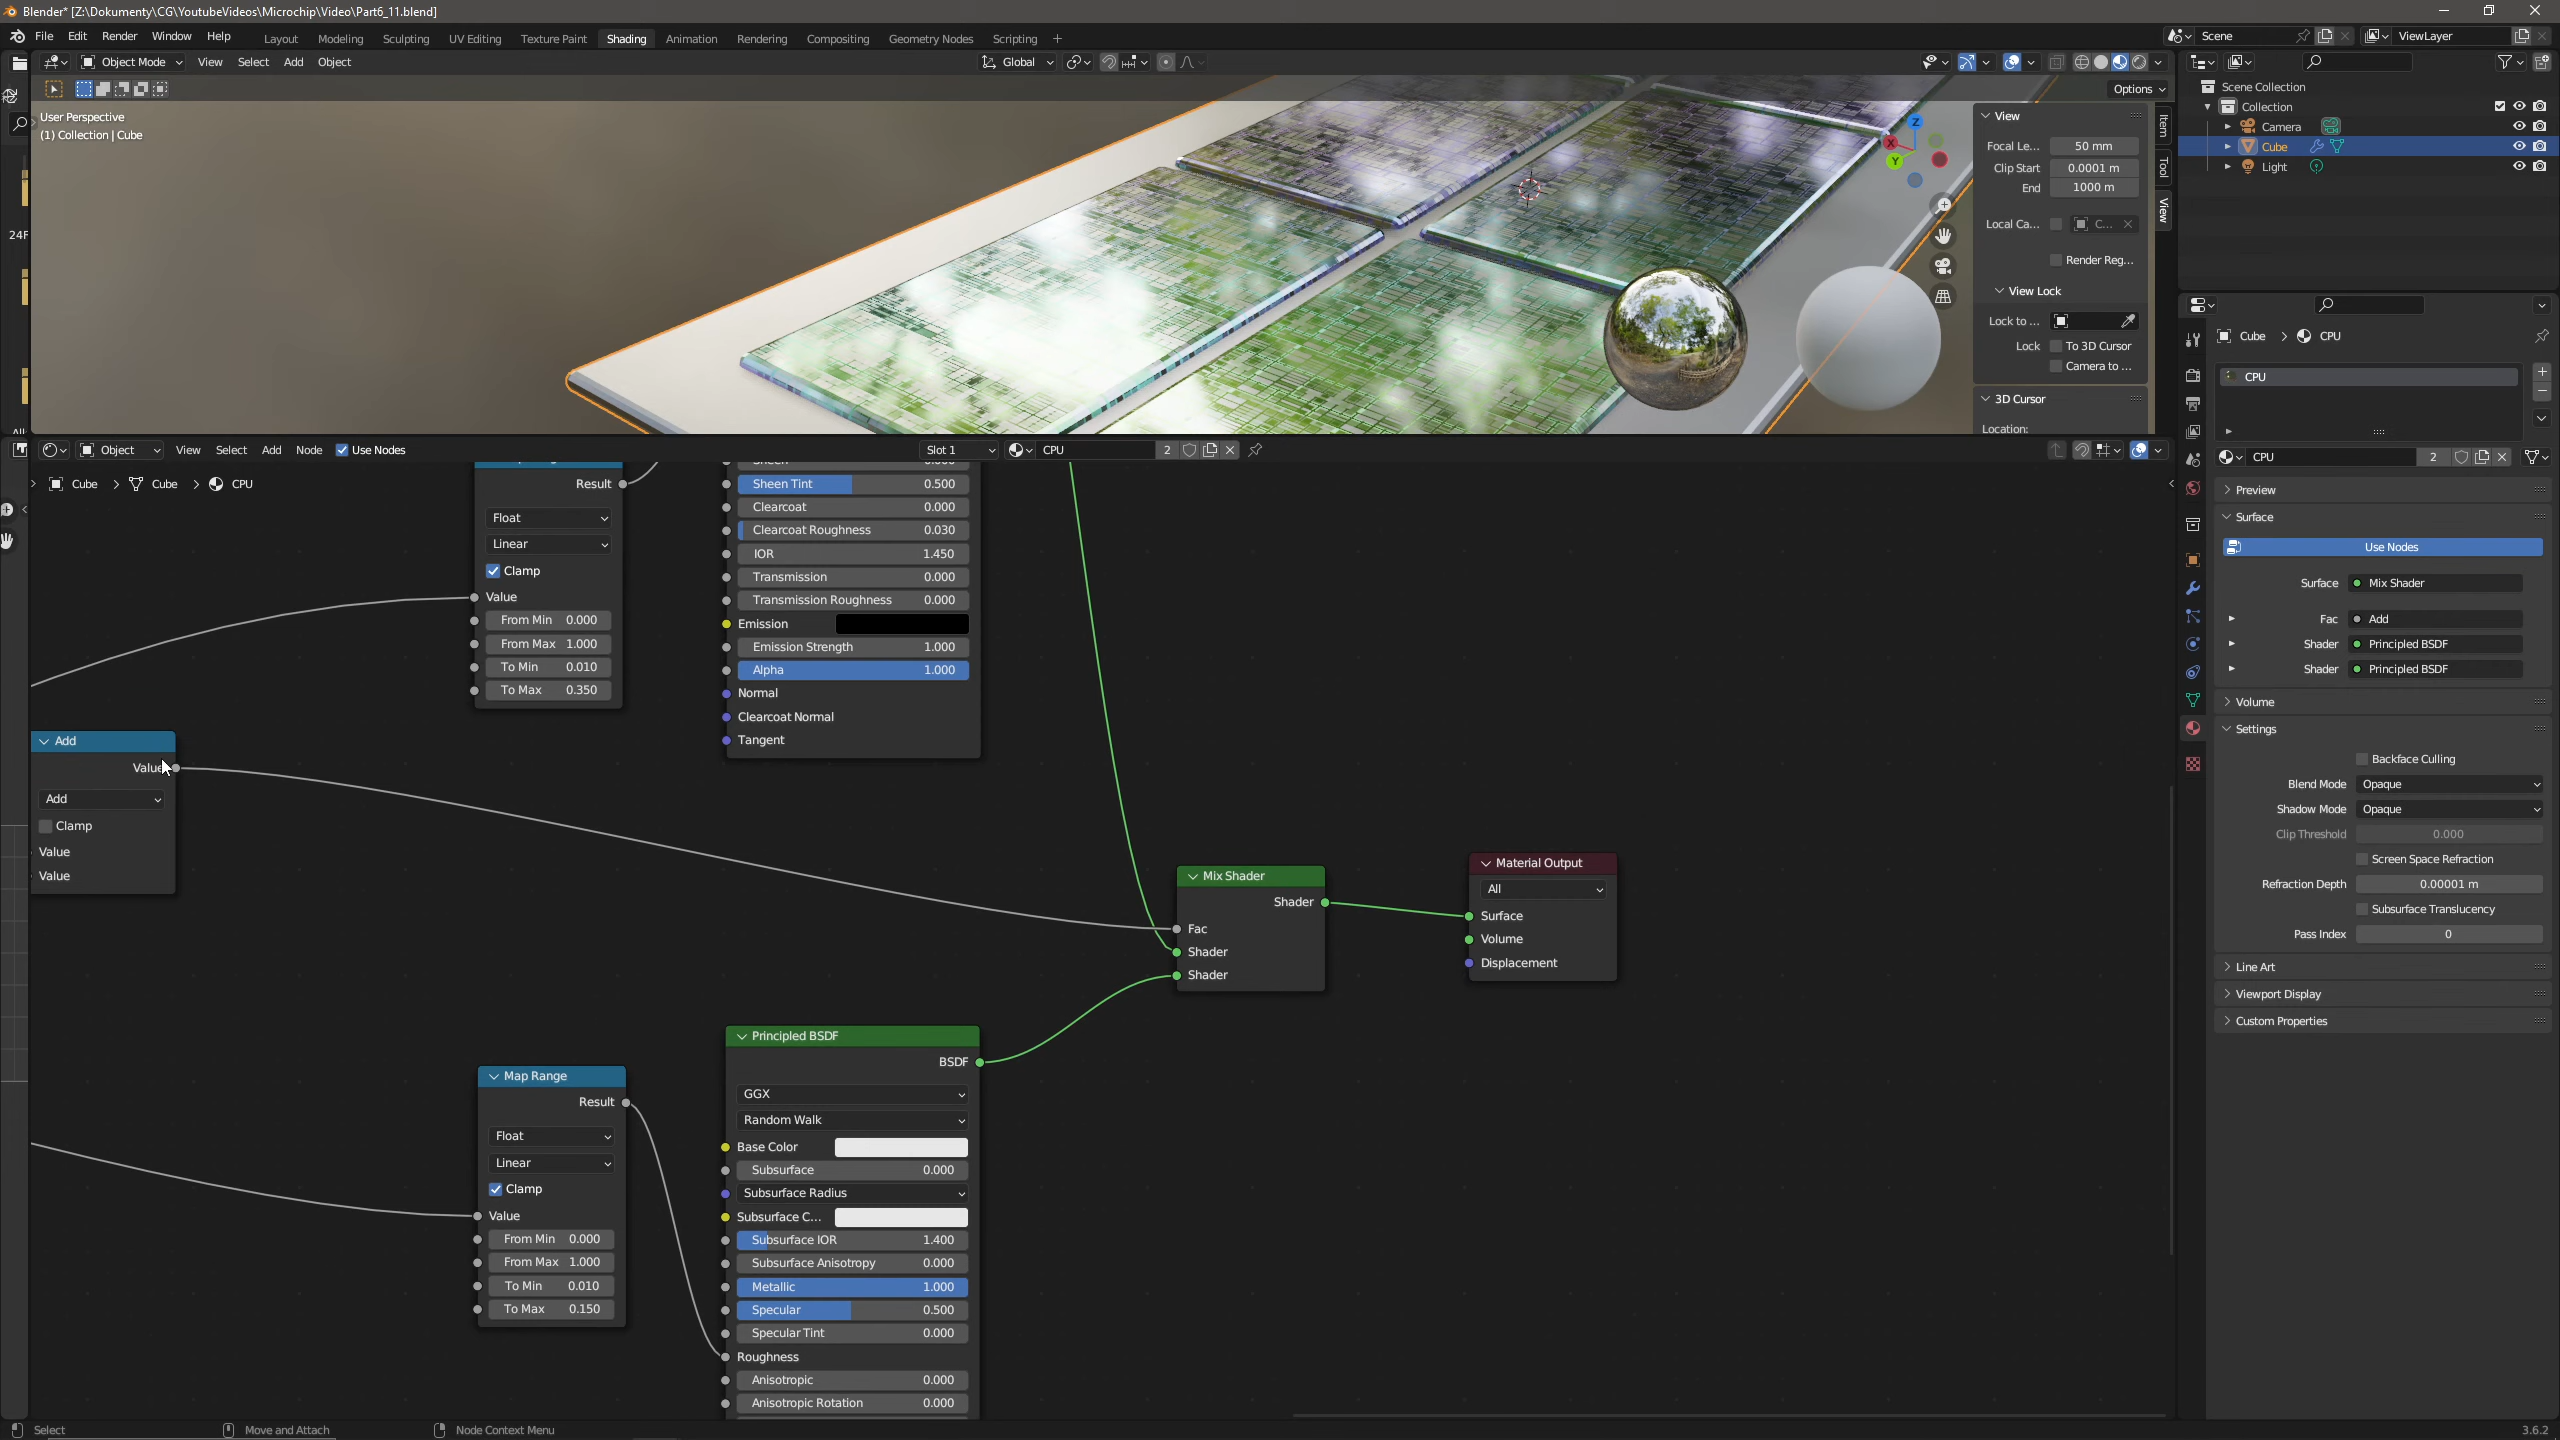 Blender* [Z:\Dokumenty\CG\YoutubeVideos\Microchip\Video\Part6_11.blend]
File Edit Render Window Help Layout Modeling Sculpting UV Editing Texture Paint Shading Animation Rendering Compositing Geometry Nodes Scripting + Scene ViewLayer
Object Mode View Select Add Object Global
Options
User Perspective
(1) Collection | Cube
View
Focal Le... 50 mm
Clip Start 0.0001 m
End 1000 m
Local Ca... C...
Render Reg...
View Lock
Lock to ...
Lock To 3D Cursor
Camera to ...
3D Cursor
Location:
Item
Tool
View
X
Y
Z
Scene Collection
Collection
Camera
Cube
Light
Cube CPU
CPU
CPU 2
Preview
Surface
Use Nodes
Surface Mix Shader
Fac Add
Shader Principled BSDF
Shader Principled BSDF
Volume
Settings
Backface Culling
Blend Mode Opaque
Shadow Mode Opaque
Clip Threshold 0.000
Screen Space Refraction
Refraction Depth 0.00001 m
Subsurface Translucency
Pass Index 0
Line Art
Viewport Display
Custom Properties
Object View Select Add Node Use Nodes Slot 1 CPU 2
Cube Cube CPU
Result
Float
Linear
Clamp
Value
From Min 0.000
From Max 1.000
To Min 0.010
To Max 0.350
Sheen Tint 0.500
Clearcoat 0.000
Clearcoat Roughness 0.030
IOR 1.450
Transmission 0.000
Transmission Roughness 0.000
Emission
Emission Strength 1.000
Alpha 1.000
Normal
Clearcoat Normal
Tangent
Add
Value
Add
Clamp
Value
Value
Mix Shader
Shader
Fac
Shader
Shader
Material Output
All
Surface
Volume
Displacement
Map Range
Result
Float
Linear
Clamp
Value
From Min 0.000
From Max 1.000
To Min 0.010
To Max 0.150
Principled BSDF
BSDF
GGX
Random Walk
Base Color
Subsurface 0.000
Subsurface Radius
Subsurface C...
Subsurface IOR 1.400
Subsurface Anisotropy 0.000
Metallic 1.000
Specular 0.500
Specular Tint 0.000
Roughness
Anisotropic 0.000
Anisotropic Rotation 0.000
Select Move and Attach Node Context Menu 3.6.2